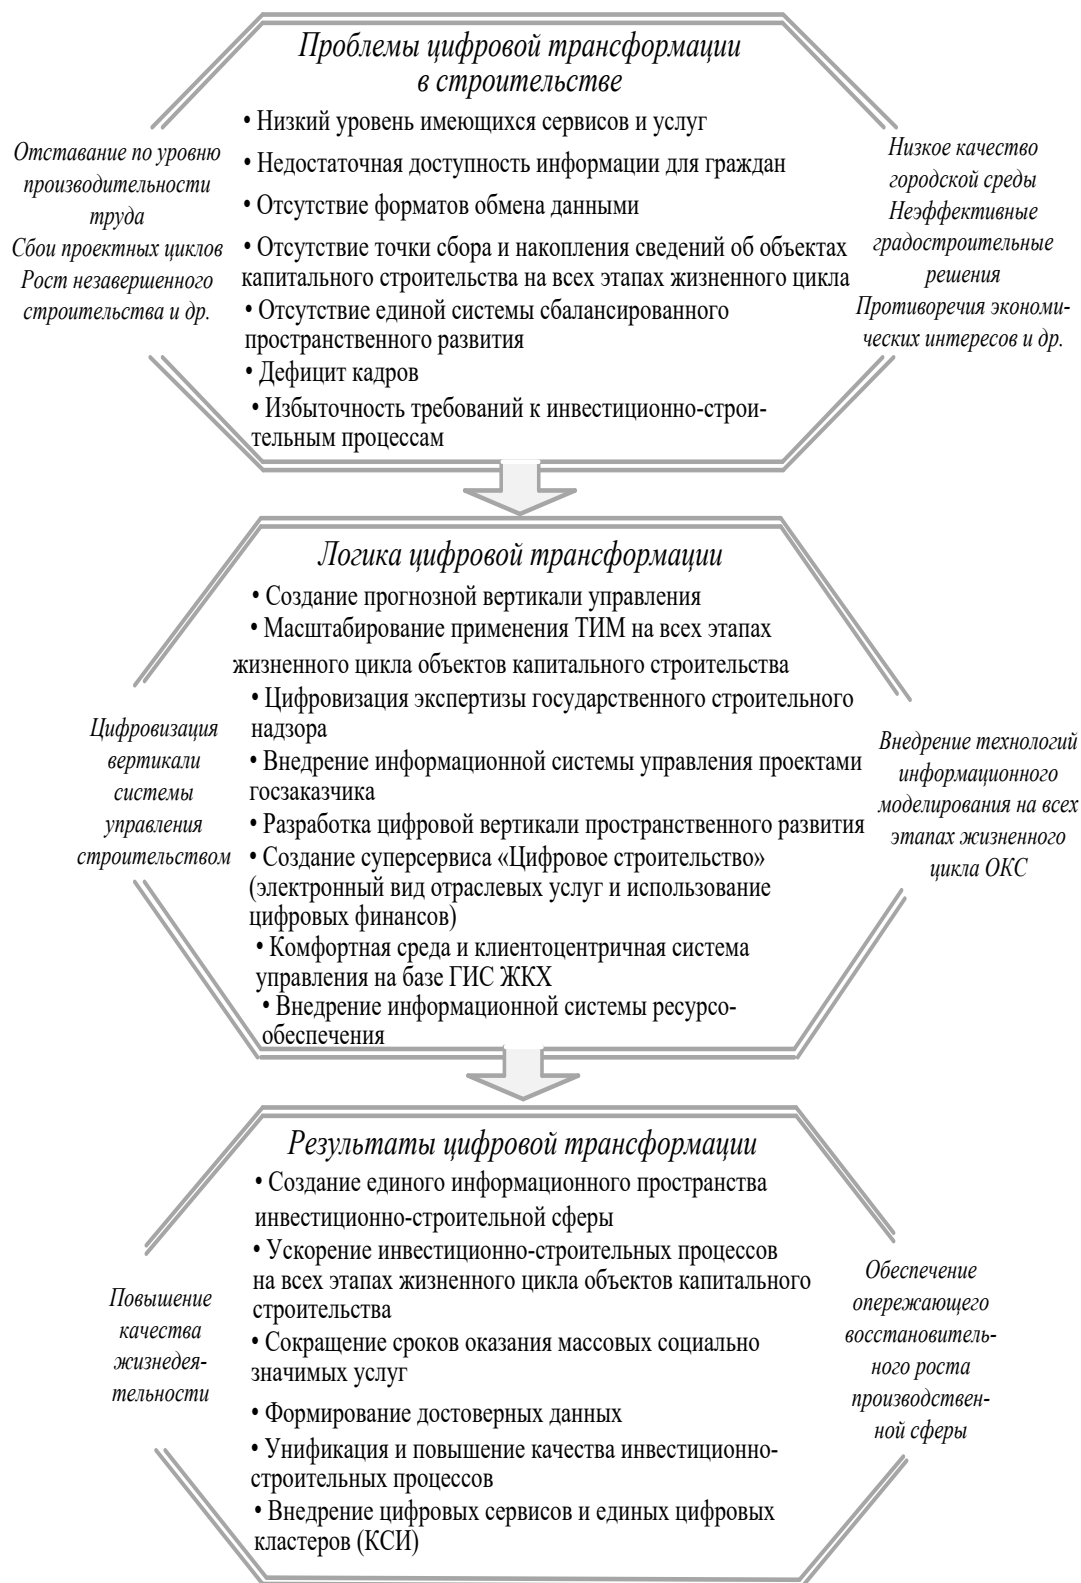 Проблемы цифровой трансформации
в строительстве
• Низкий уровень имеющихся сервисов и услуг
• Недостаточная доступность информации для граждан
• Отсутствие форматов обмена данными
• Отсутствие точки сбора и накопления сведений об объектах
капитального строительства на всех этапах жизненного цикла
• Отсутствие единой системы сбалансированного
пространственного развития
• Дефицит кадров
• Избыточность требований к инвестиционно-строи-
тельным процессам
Отставание по уровню
производительности
труда
Сбои проектных циклов
Рост незавершенного
строительства и др.
Низкое качество
городской среды
Неэффективные
градостроительные
решения
Противоречия экономи-
ческих интересов и др.
Логика цифровой трансформации
• Создание прогнозной вертикали управления
• Масштабирование применения ТИМ на всех этапах
жизненного цикла объектов капитального строительства
• Цифровизация экспертизы государственного строительного
надзора
• Внедрение информационной системы управления проектами
госзаказчика
• Разработка цифровой вертикали пространственного развития
• Создание суперсервиса «Цифровое строительство»
(электронный вид отраслевых услуг и использование
цифровых финансов)
• Комфортная среда и клиентоцентричная система
управления на базе ГИС ЖКХ
• Внедрение информационной системы ресурсо-
обеспечения
Цифровизация
вертикали
системы
управления
строительством
Внедрение технологий
информационного
моделирования на всех
этапах жизненного
цикла ОКС
Результаты цифровой трансформации
• Создание единого информационного пространства
инвестиционно-строительной сферы
• Ускорение инвестиционно-строительных процессов
на всех этапах жизненного цикла объектов капитального
строительства
• Сокращение сроков оказания массовых социально
значимых услуг
• Формирование достоверных данных
• Унификация и повышение качества инвестиционно-
строительных процессов
• Внедрение цифровых сервисов и единых цифровых
кластеров (КСИ)
Повышение
качества
жизнедея-
тельности
Обеспечение
опережающего
восстановитель-
ного роста
производствен-
ной сферы